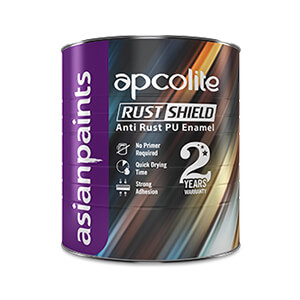 asianpaints
apcolite
RUST SHIELD
Anti Rust PU Enamel
No Primer
Required
Quick Drying
Time
Strong
Adhesion
2
YEARS
WARRANTY